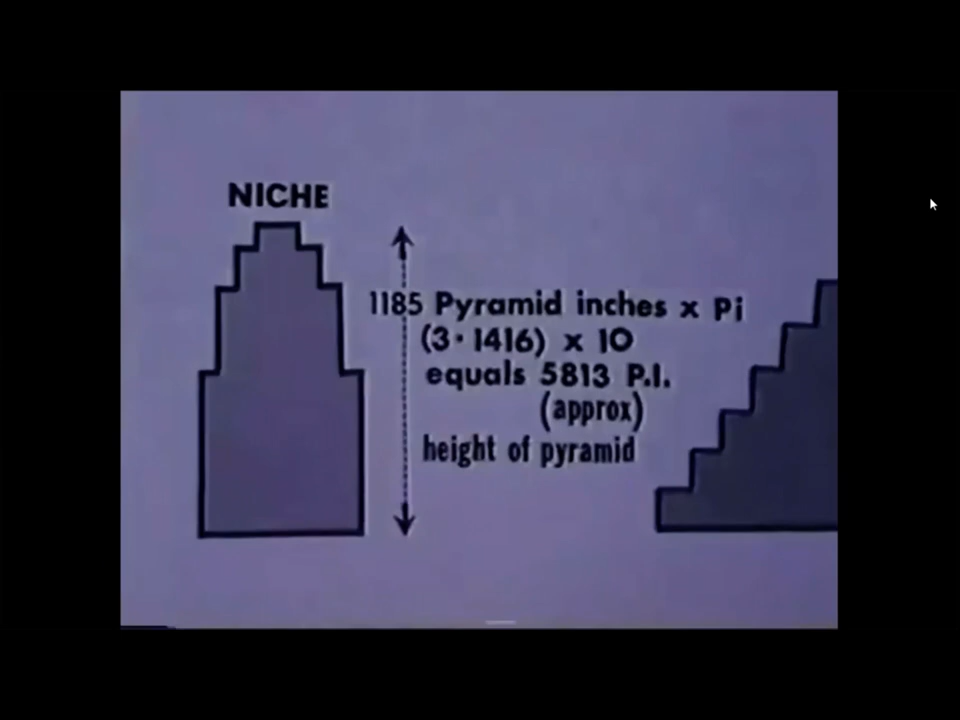 NICHE
1185 Pyramid inches x Pi
(3·1416) x 10
equals 5813 P.I.
(approx)
height of pyramid